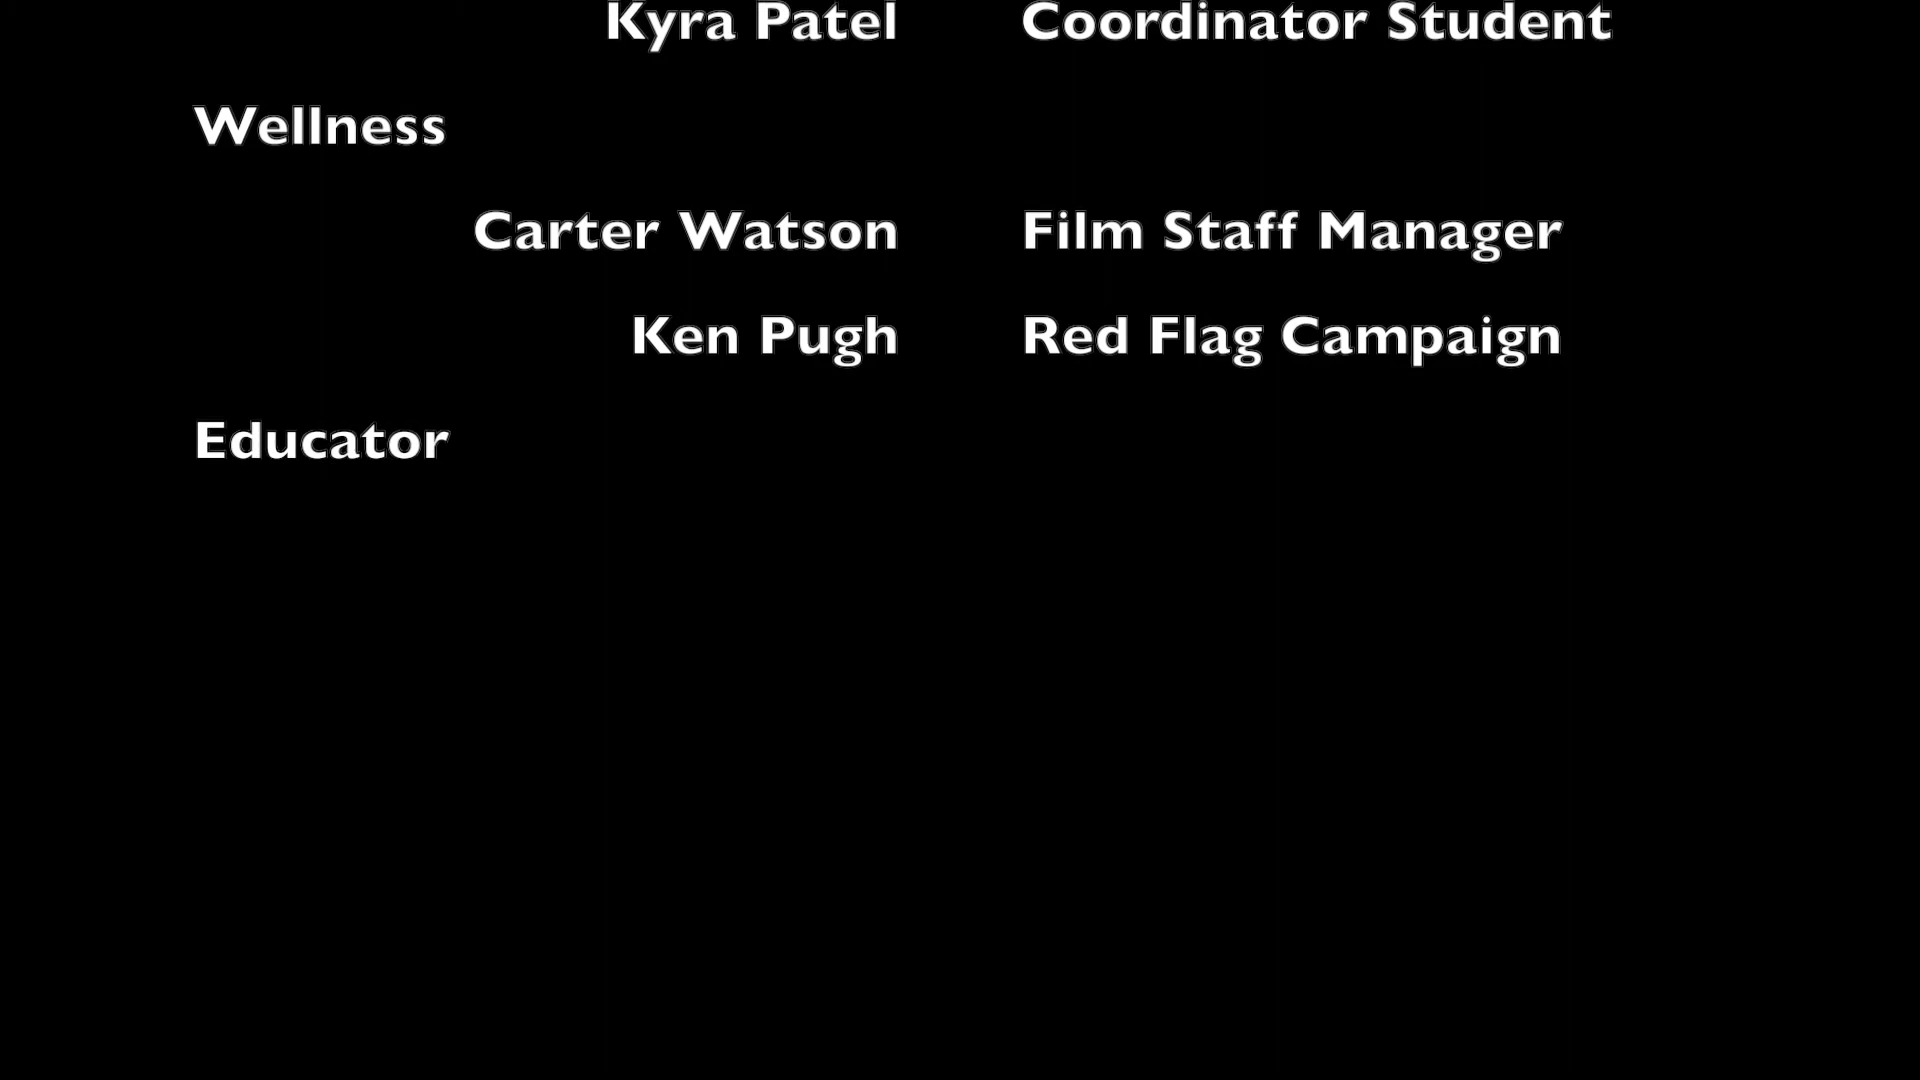 Kyra Patel Coordinator Student
Wellness
Carter Watson Film Staff Manager
Ken Pugh Red Flag Campaign
Educator